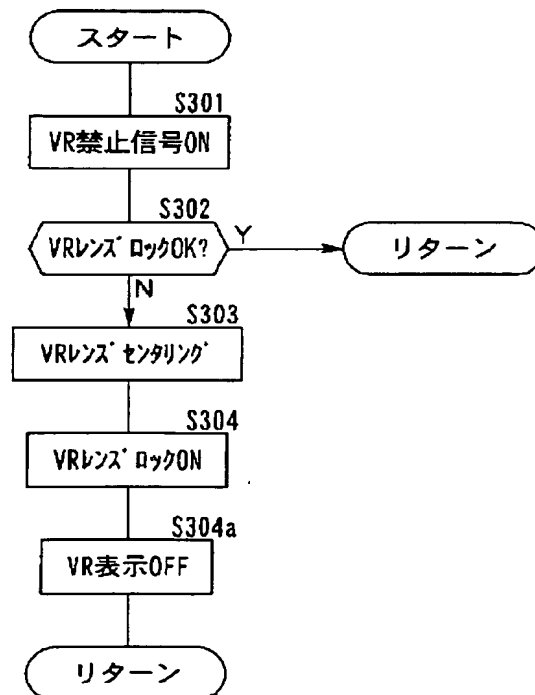 スタート
S301
VR禁止信号ON
S302
VRレンズロックOK?
Y
リターン
N
S303
VRレンズセンタリング
S304
VRレンズロックON
S304a
VR表示OFF
リターン